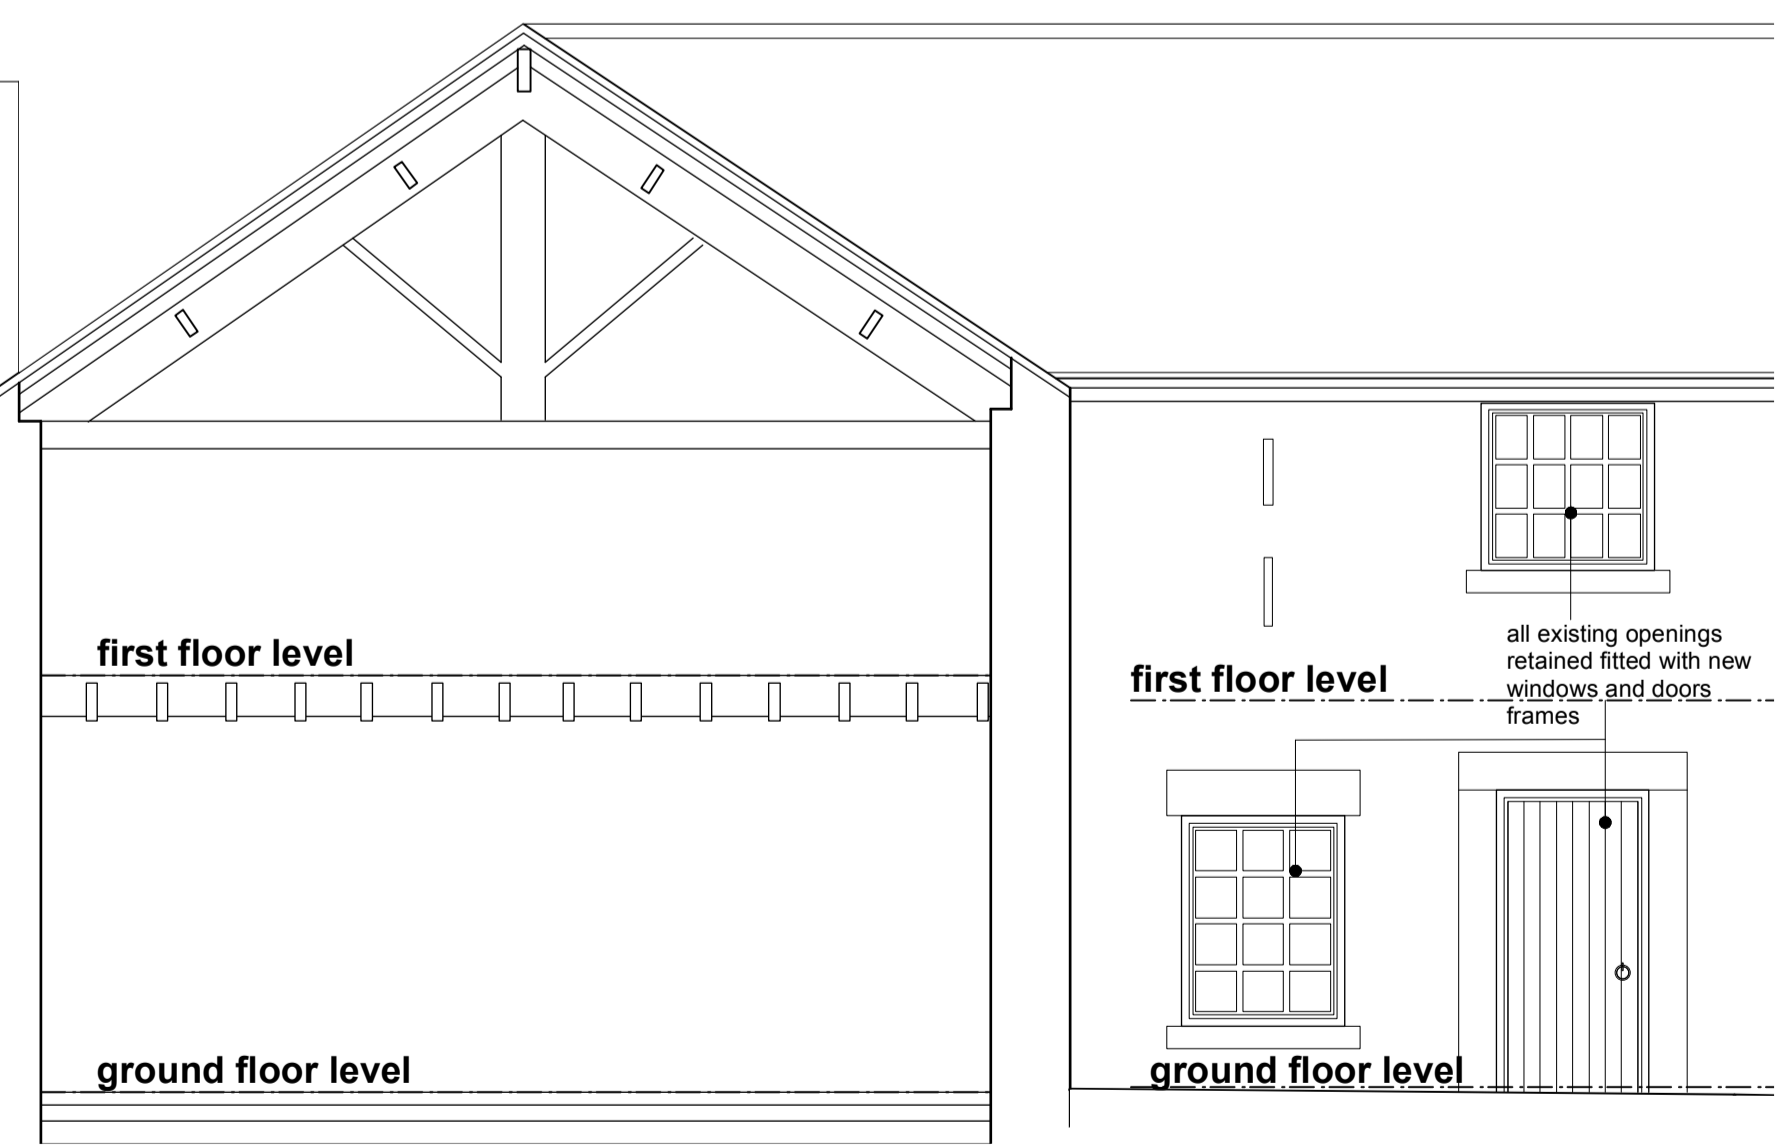 first floor level
ground floor level
all existing openings
retained fitted with new
windows and doors
frames
first floor level
ground floor level